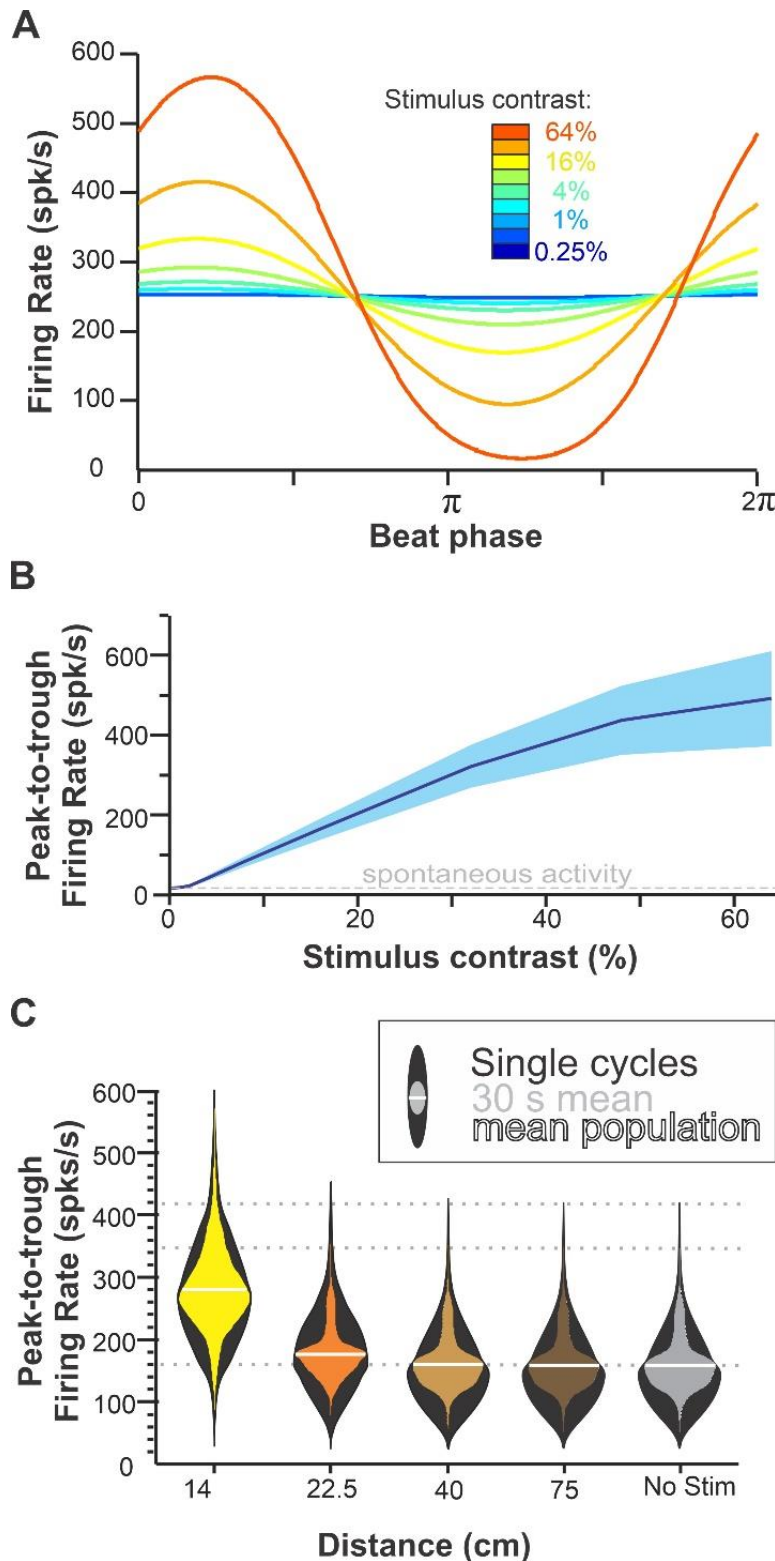 A
600
500
400
300
200
100
0
Firing Rate (spk/s)
Stimulus contrast:
64%
16%
4%
1%
0.25%
0
π
2π
Beat phase
B
Peak-to-trough
Firing Rate (spk/s)
600
400
200
0
spontaneous activity
0
20
40
60
Stimulus contrast (%)
C
Single cycles
30 s mean
mean population
Peak-to-trough
Firing Rate (spks/s)
600
500
400
300
200
100
0
14
22.5
40
75
No Stim
Distance (cm)